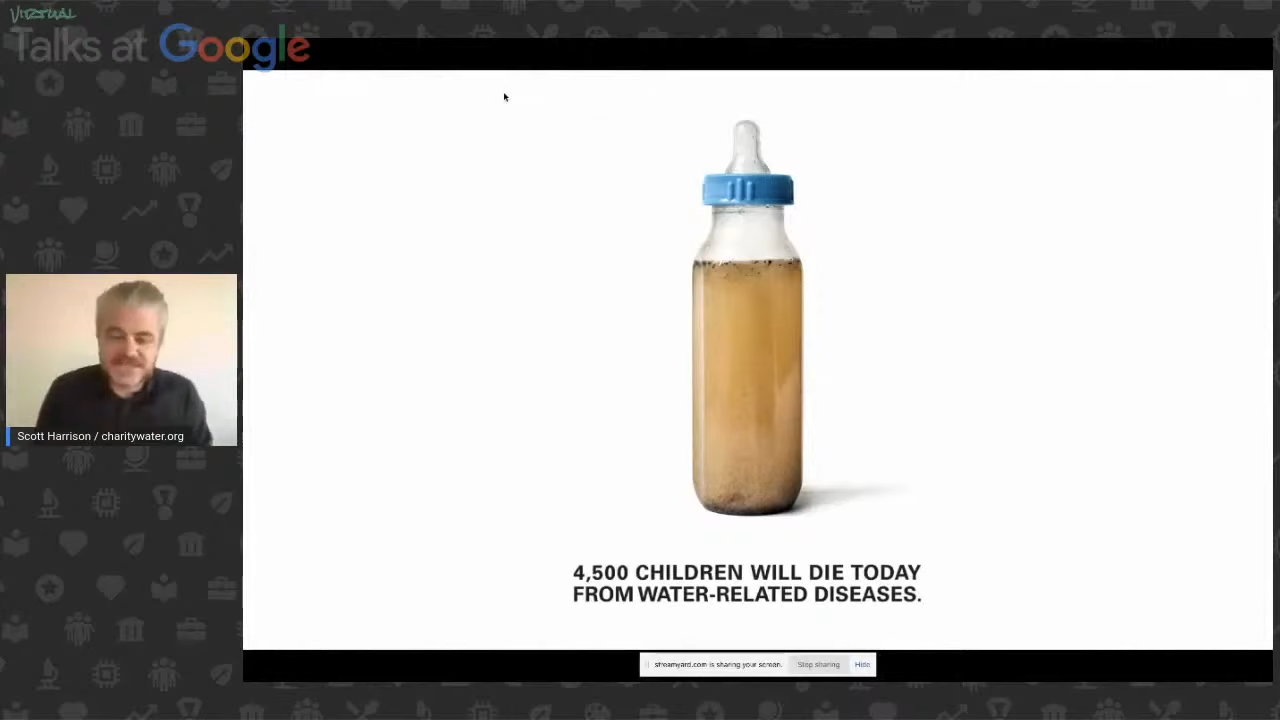 VIRTUAL
Talks at Google
4,500 CHILDREN WILL DIE TODAY
FROM WATER-RELATED DISEASES.
Scott Harrison / charitywater.org
streamyard.com is sharing your screen. Stop sharing Hide